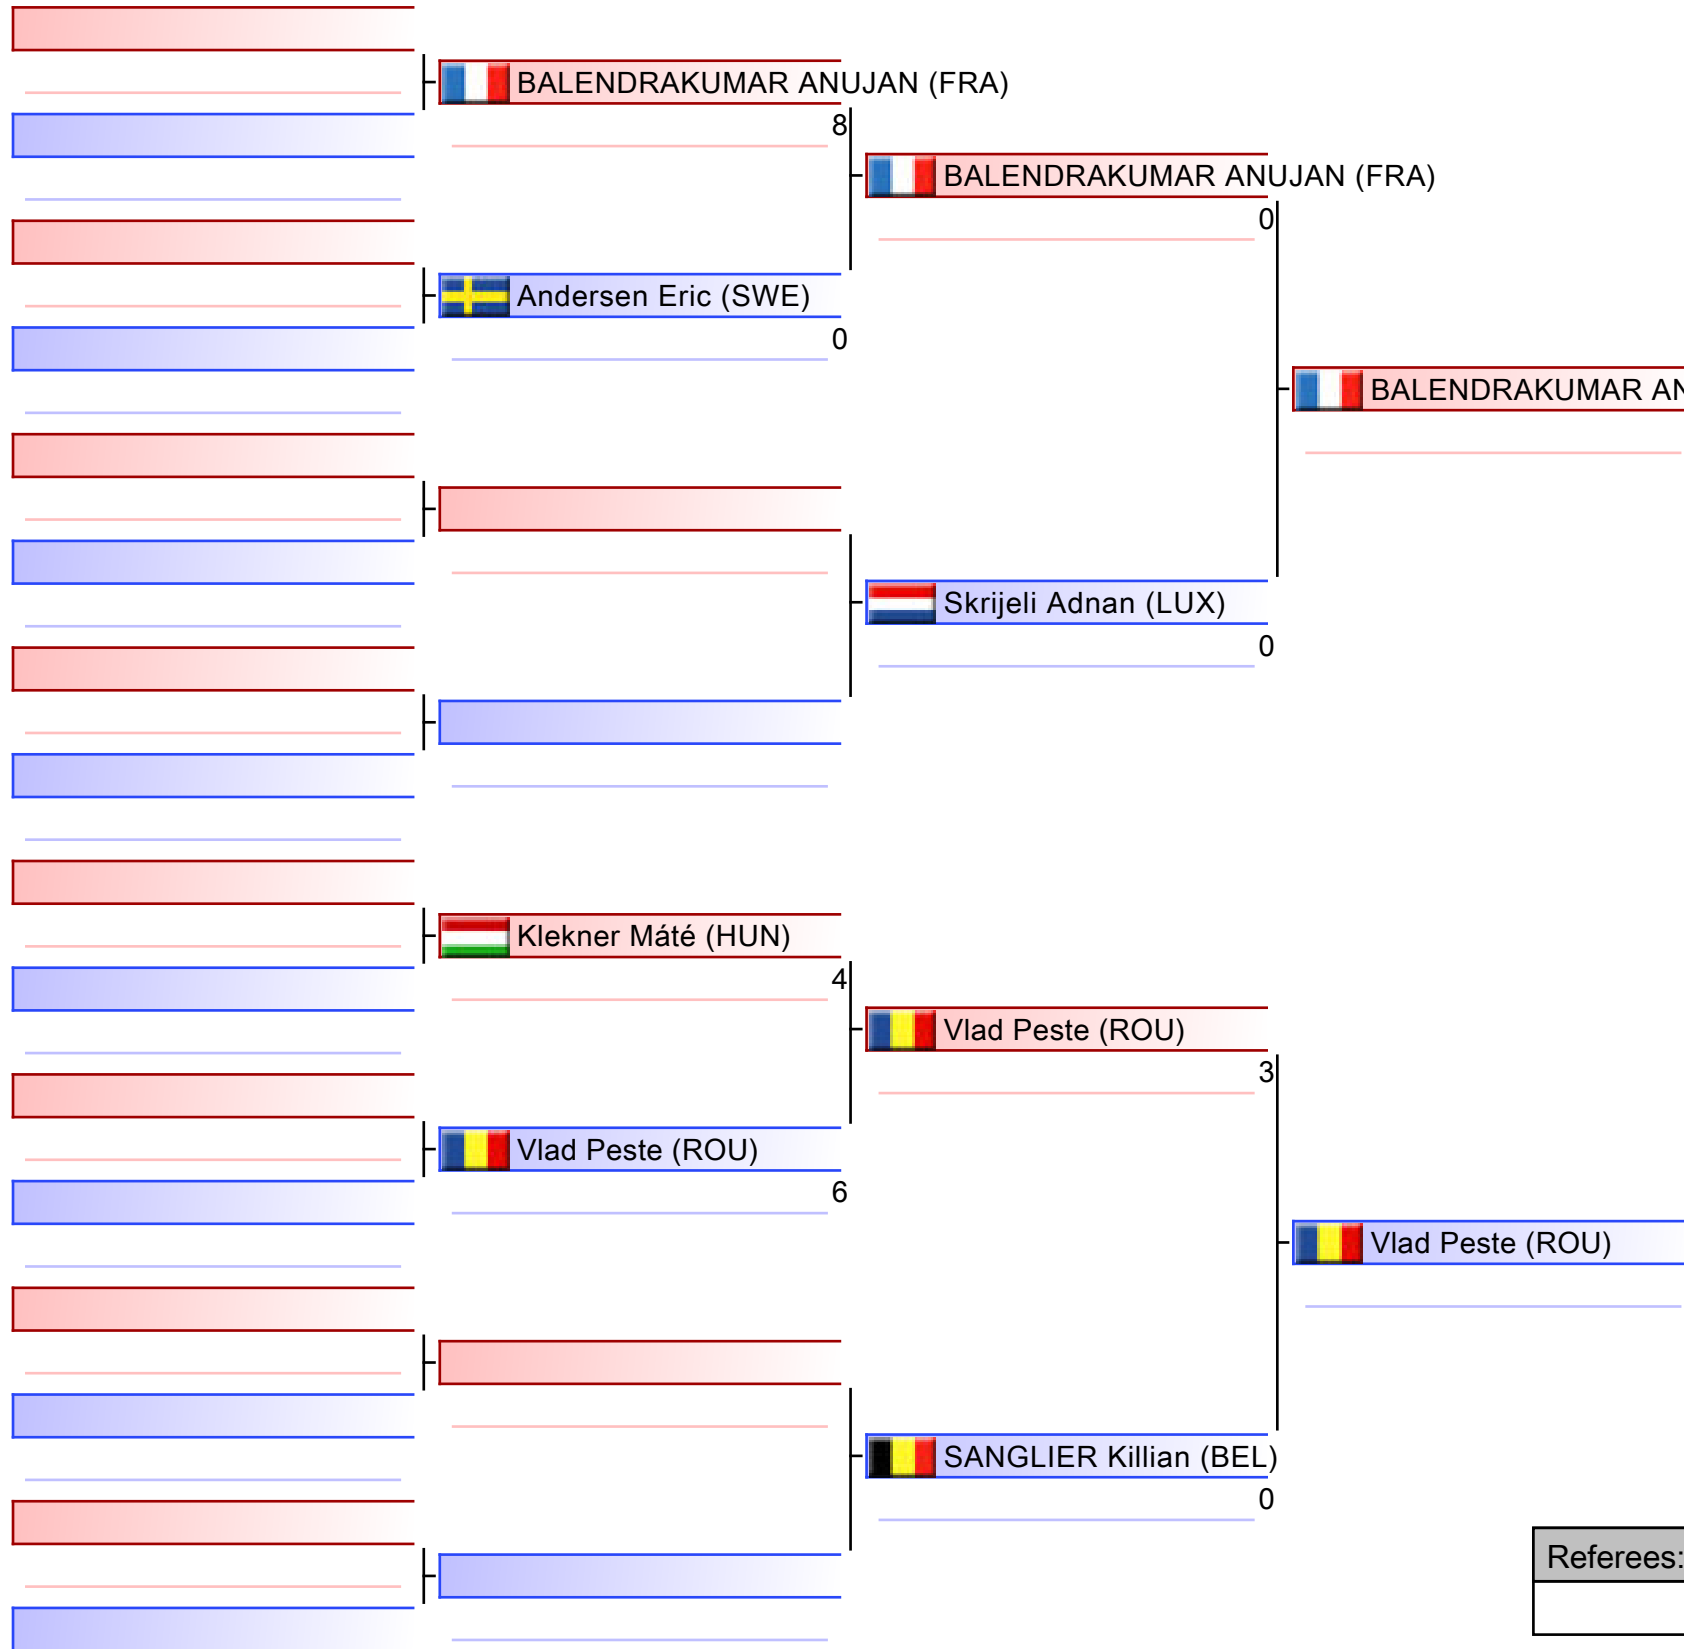 BALENDRAKUMAR ANUJAN (FRA)
8
BALENDRAKUMAR ANUJAN (FRA)
0
Andersen Eric (SWE)
0
BALENDRAKUMAR AN
Skrijeli Adnan (LUX)
0
Klekner Máté (HUN)
4
Vlad Peste (ROU)
3
Vlad Peste (ROU)
6
Vlad Peste (ROU)
SANGLIER Killian (BEL)
0
Referees: